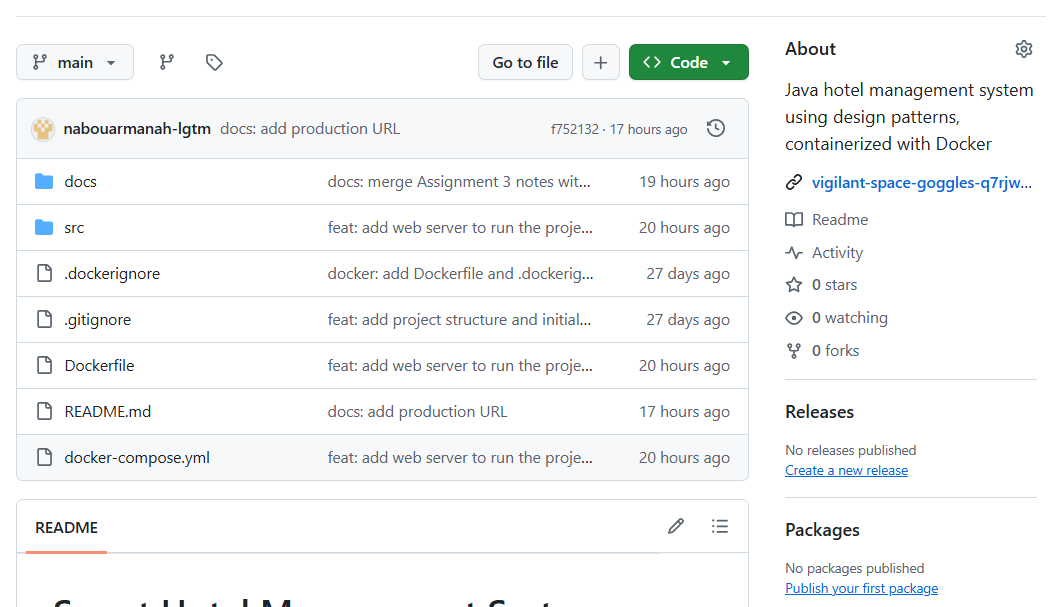 main
Go to file
Code
nabouarmanah-lgtm docs: add production URL f752132 · 17 hours ago
docs docs: merge Assignment 3 notes wit... 19 hours ago
src feat: add web server to run the proje... 20 hours ago
.dockerignore docker: add Dockerfile and .dockerig... 27 days ago
.gitignore feat: add project structure and initial... 27 days ago
Dockerfile feat: add web server to run the proje... 20 hours ago
README.md docs: add production URL 17 hours ago
docker-compose.yml feat: add web server to run the proje... 20 hours ago
README
About
Java hotel management system
using design patterns,
containerized with Docker
vigilant-space-goggles-q7rjw...
Readme
Activity
0 stars
0 watching
0 forks
Releases
No releases published
Create a new release
Packages
No packages published
Publish your first package